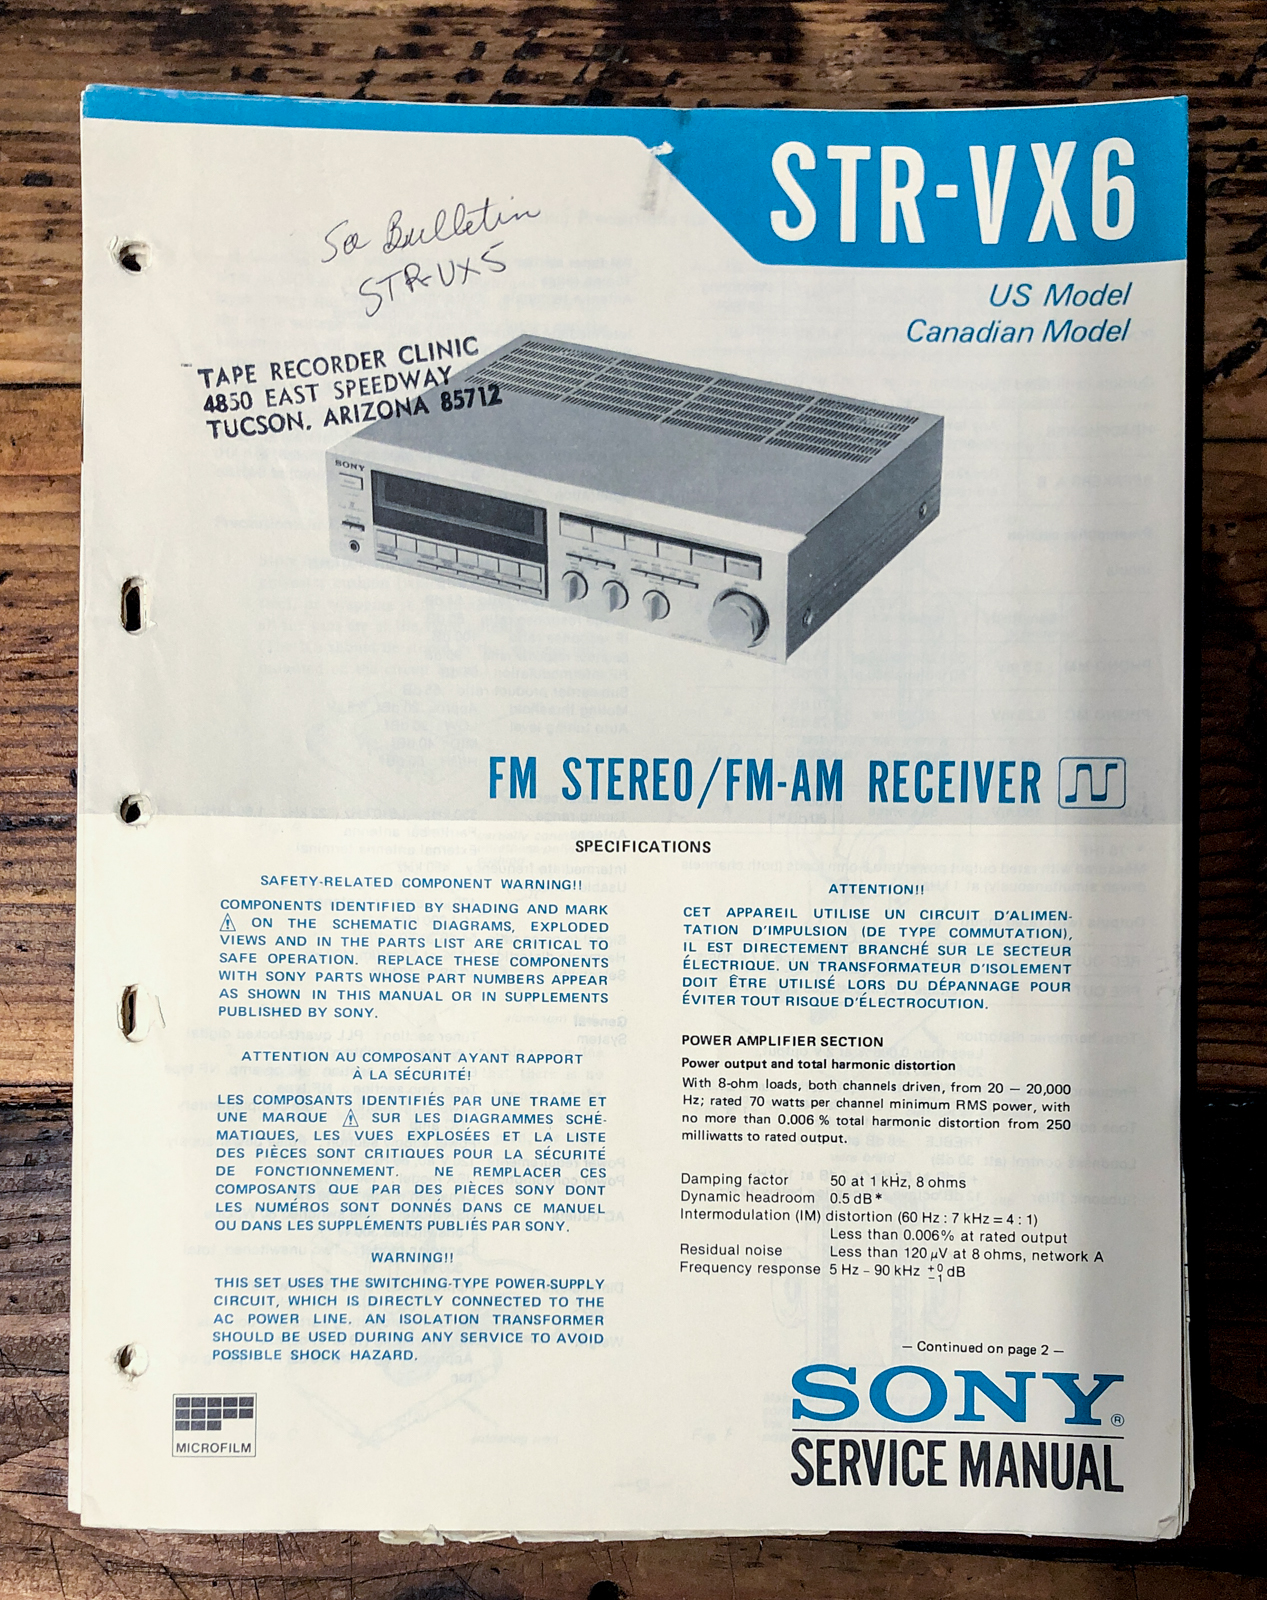 STR-VX6
US Model
Canadian Model
See Bulletin
STR-VX5
TAPE RECORDER CLINIC
4850 EAST SPEEDWAY
TUCSON, ARIZONA 85712
SONY
FM STEREO/FM-AM RECEIVER
SPECIFICATIONS
SAFETY-RELATED COMPONENT WARNING!!
COMPONENTS IDENTIFIED BY SHADING AND MARK
⚠ ON THE SCHEMATIC DIAGRAMS, EXPLODED
VIEWS AND IN THE PARTS LIST ARE CRITICAL TO
SAFE OPERATION. REPLACE THESE COMPONENTS
WITH SONY PARTS WHOSE PART NUMBERS APPEAR
AS SHOWN IN THIS MANUAL OR IN SUPPLEMENTS
PUBLISHED BY SONY.
ATTENTION AU COMPOSANT AYANT RAPPORT
À LA SÉCURITÉ!
LES COMPOSANTS IDENTIFIÉS PAR UNE TRAME ET
UNE MARQUE ⚠ SUR LES DIAGRAMMES SCHÉ-
MATIQUES, LES VUES EXPLOSÉES ET LA LISTE
DES PIÈCES SONT CRITIQUES POUR LA SÉCURITÉ
DE FONCTIONNEMENT. NE REMPLACER CES
COMPOSANTS QUE PAR DES PIÈCES SONY DONT
LES NUMÉROS SONT DONNÉS DANS CE MANUEL
OU DANS LES SUPPLÉMENTS PUBLIÉS PAR SONY.
WARNING!!
THIS SET USES THE SWITCHING-TYPE POWER-SUPPLY
CIRCUIT, WHICH IS DIRECTLY CONNECTED TO THE
AC POWER LINE. AN ISOLATION TRANSFORMER
SHOULD BE USED DURING ANY SERVICE TO AVOID
POSSIBLE SHOCK HAZARD.
MICROFILM
ATTENTION!!
CET APPAREIL UTILISE UN CIRCUIT D'ALIMEN-
TATION D'IMPULSION (DE TYPE COMMUTATION),
IL EST DIRECTEMENT BRANCHÉ SUR LE SECTEUR
ÉLECTRIQUE. UN TRANSFORMATEUR D'ISOLEMENT
DOIT ÊTRE UTILISÉ LORS DU DÉPANNAGE POUR
ÉVITER TOUT RISQUE D'ÉLECTROCUTION.
POWER AMPLIFIER SECTION
Power output and total harmonic distortion
With 8-ohm loads, both channels driven, from 20 – 20,000
Hz; rated 70 watts per channel minimum RMS power, with
no more than 0.006 % total harmonic distortion from 250
milliwatts to rated output.
Damping factor 50 at 1 kHz, 8 ohms
Dynamic headroom 0.5 dB*
Intermodulation (IM) distortion (60 Hz : 7 kHz = 4 : 1)
Less than 0.006% at rated output
Residual noise Less than 120 µV at 8 ohms, network A
Frequency response 5 Hz – 90 kHz +0 –1 dB
— Continued on page 2 —
SONY®
SERVICE MANUAL